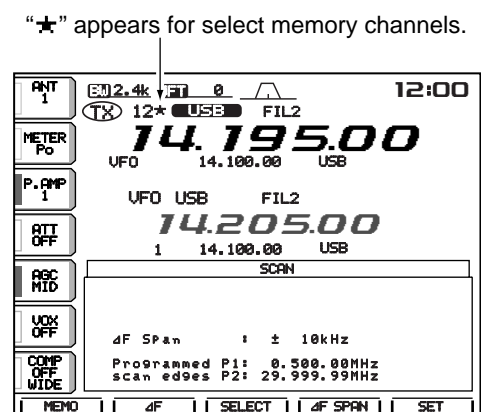 “★” appears for select memory channels.
ANT 1
BW 2.4k SFT 0 12:00
TX 12★ USB FIL2
METER Po
14.195.00
VFO 14.100.00 USB
P.AMP 1
VFO USB FIL2
ATT OFF
14.205.00
1 14.100.00 USB
AGC MID
SCAN
VOX OFF
⊿F SPan : ± 10kHz
COMP OFF WIDE
Programmed P1: 0.500.00MHz
scan edges P2: 29.999.99MHz
MEMO ⊿F SELECT ⊿F SPAN SET